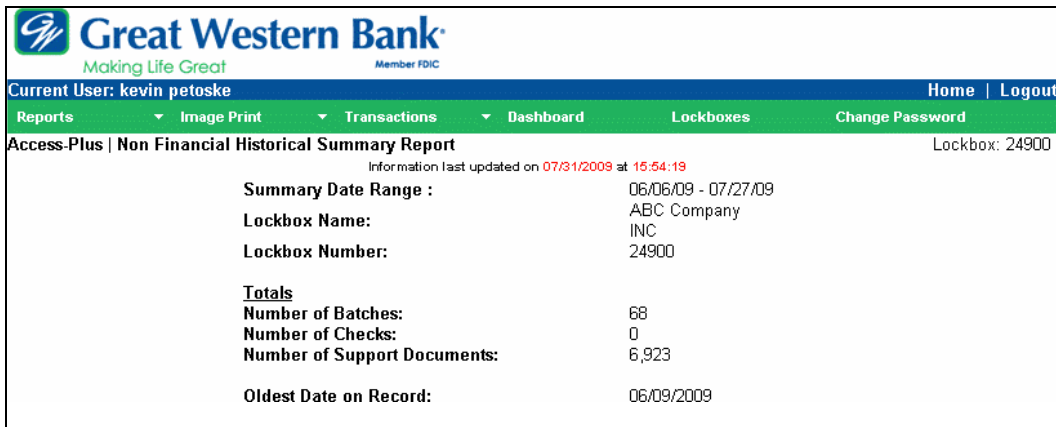 Great Western Bank
Making Life Great Member FDIC
Current User: kevin petoske Home | Logout
Reports Image Print Transactions Dashboard Lockboxes Change Password
Access-Plus | Non Financial Historical Summary Report Lockbox: 24900
Information last updated on 07/31/2009 at 15:54:19
Summary Date Range : 06/06/09 - 07/27/09
Lockbox Name: ABC Company
INC
Lockbox Number: 24900
Totals
Number of Batches: 68
Number of Checks: 0
Number of Support Documents: 6,923
Oldest Date on Record: 06/09/2009